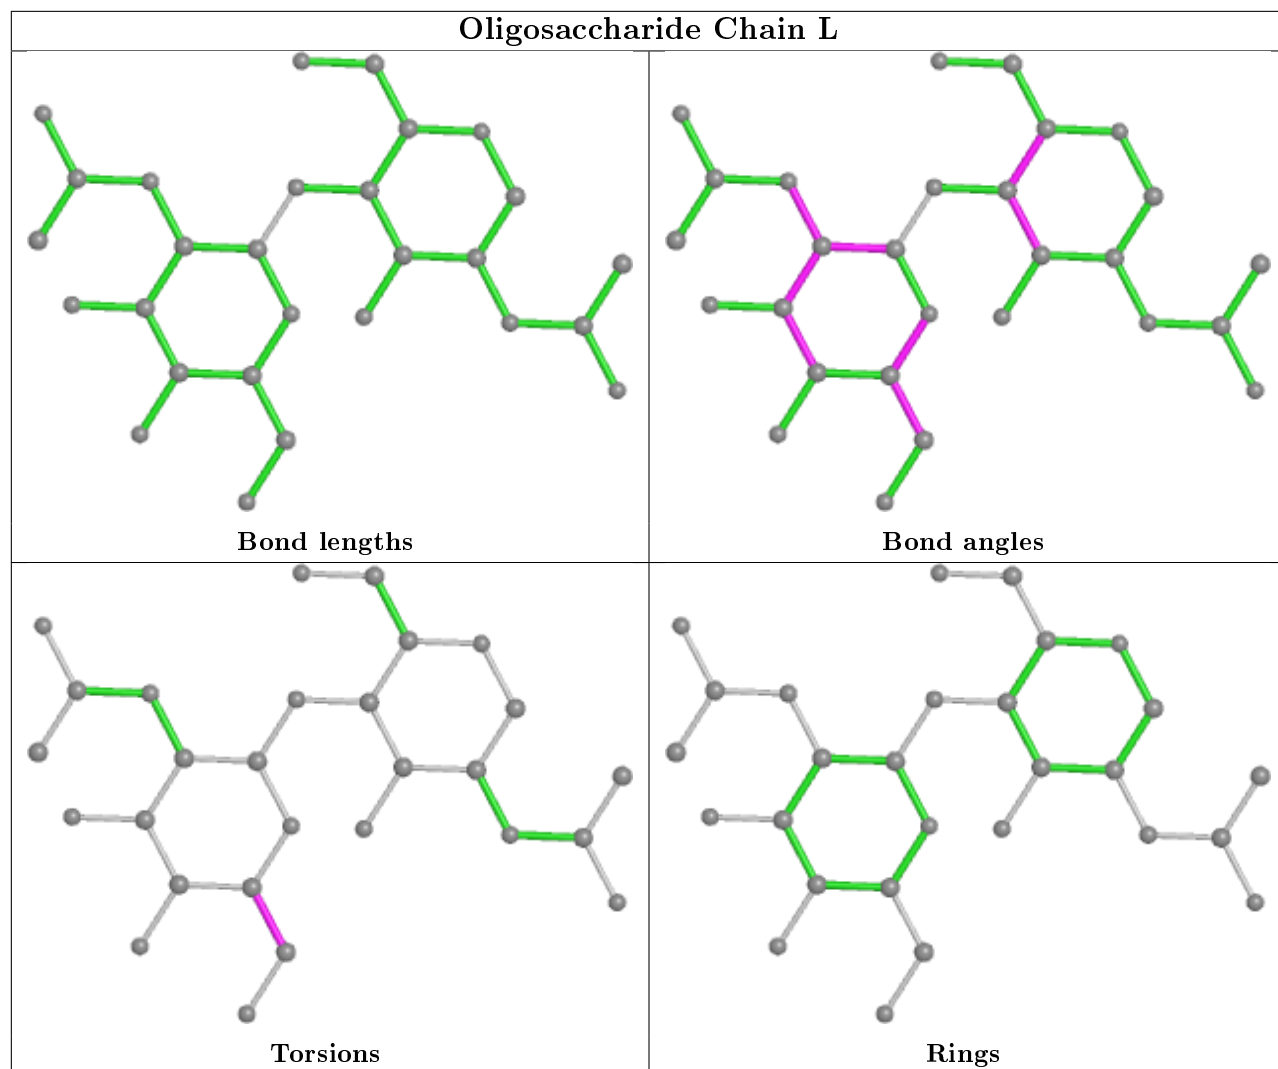 Oligosaccharide Chain L
Bond lengths
Bond angles
Torsions
Rings